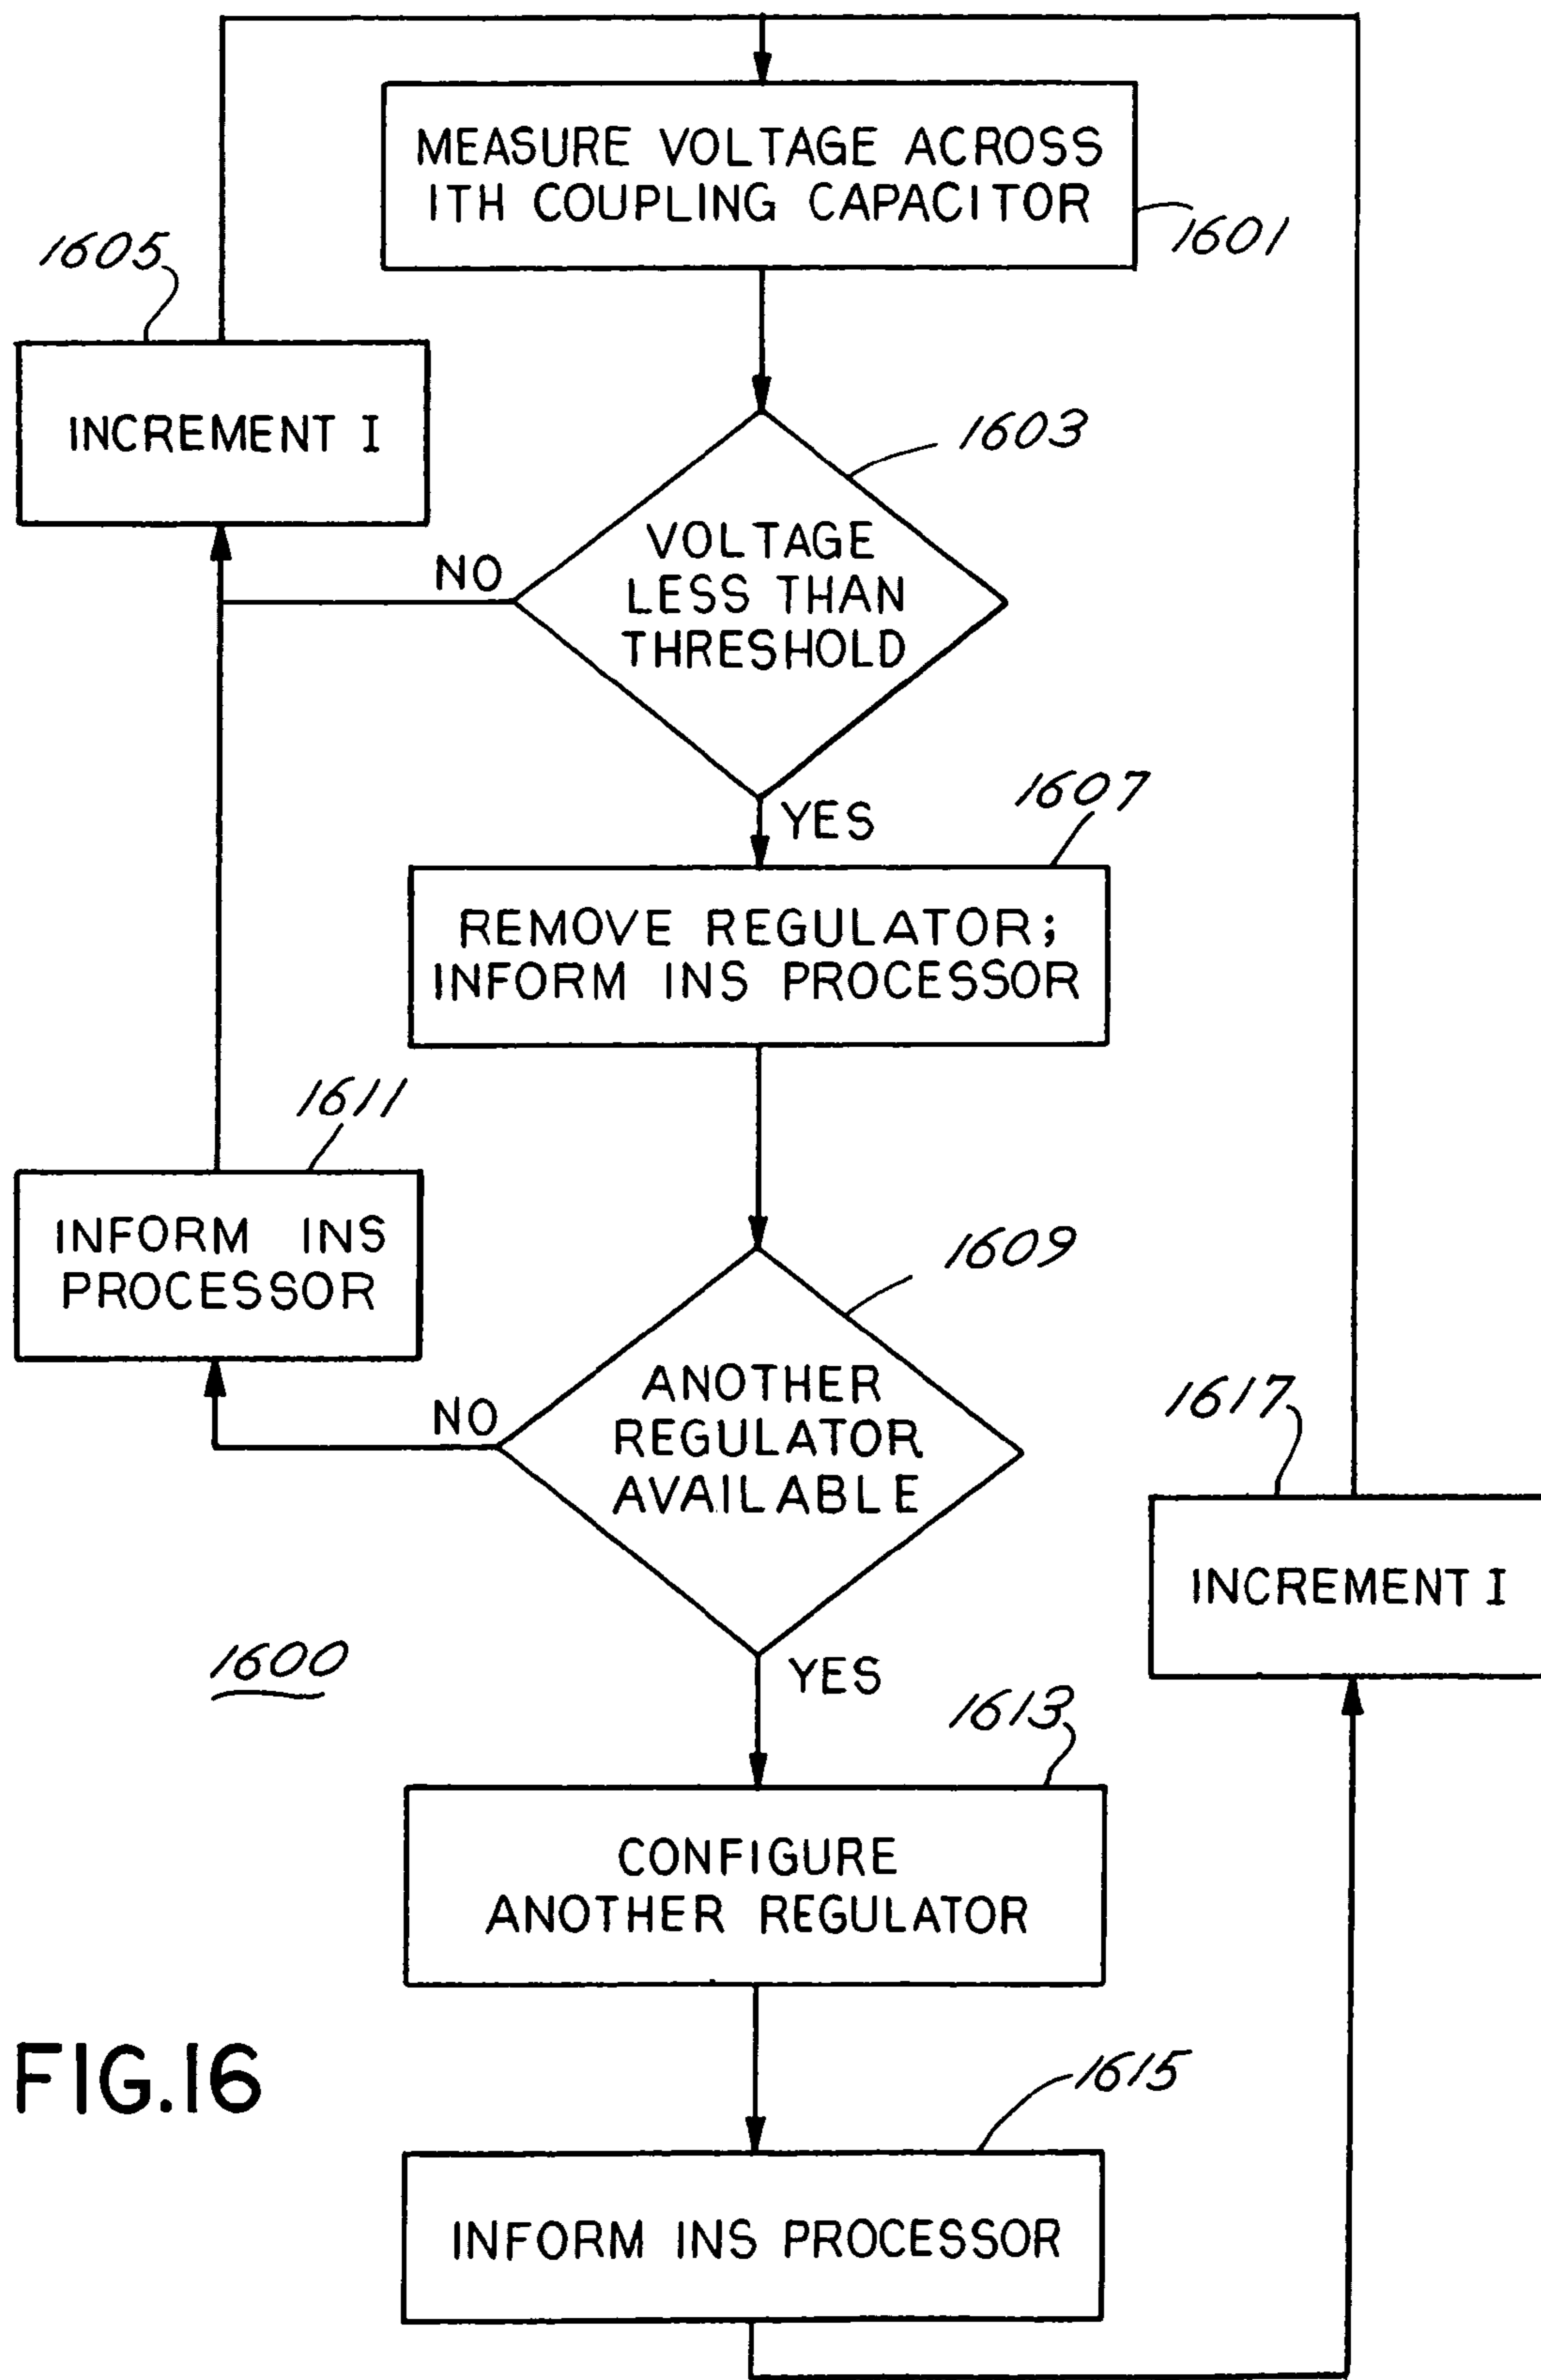 MEASURE VOLTAGE ACROSS
ITH COUPLING CAPACITOR
1601
1605
INCREMENT I
1603
VOLTAGE
LESS THAN
THRESHOLD
NO
YES
1607
REMOVE REGULATOR;
INFORM INS PROCESSOR
1611
INFORM INS
PROCESSOR
1609
ANOTHER
REGULATOR
AVAILABLE
NO
YES
1617
INCREMENT I
1600
1613
CONFIGURE
ANOTHER REGULATOR
1615
INFORM INS PROCESSOR
FIG.16